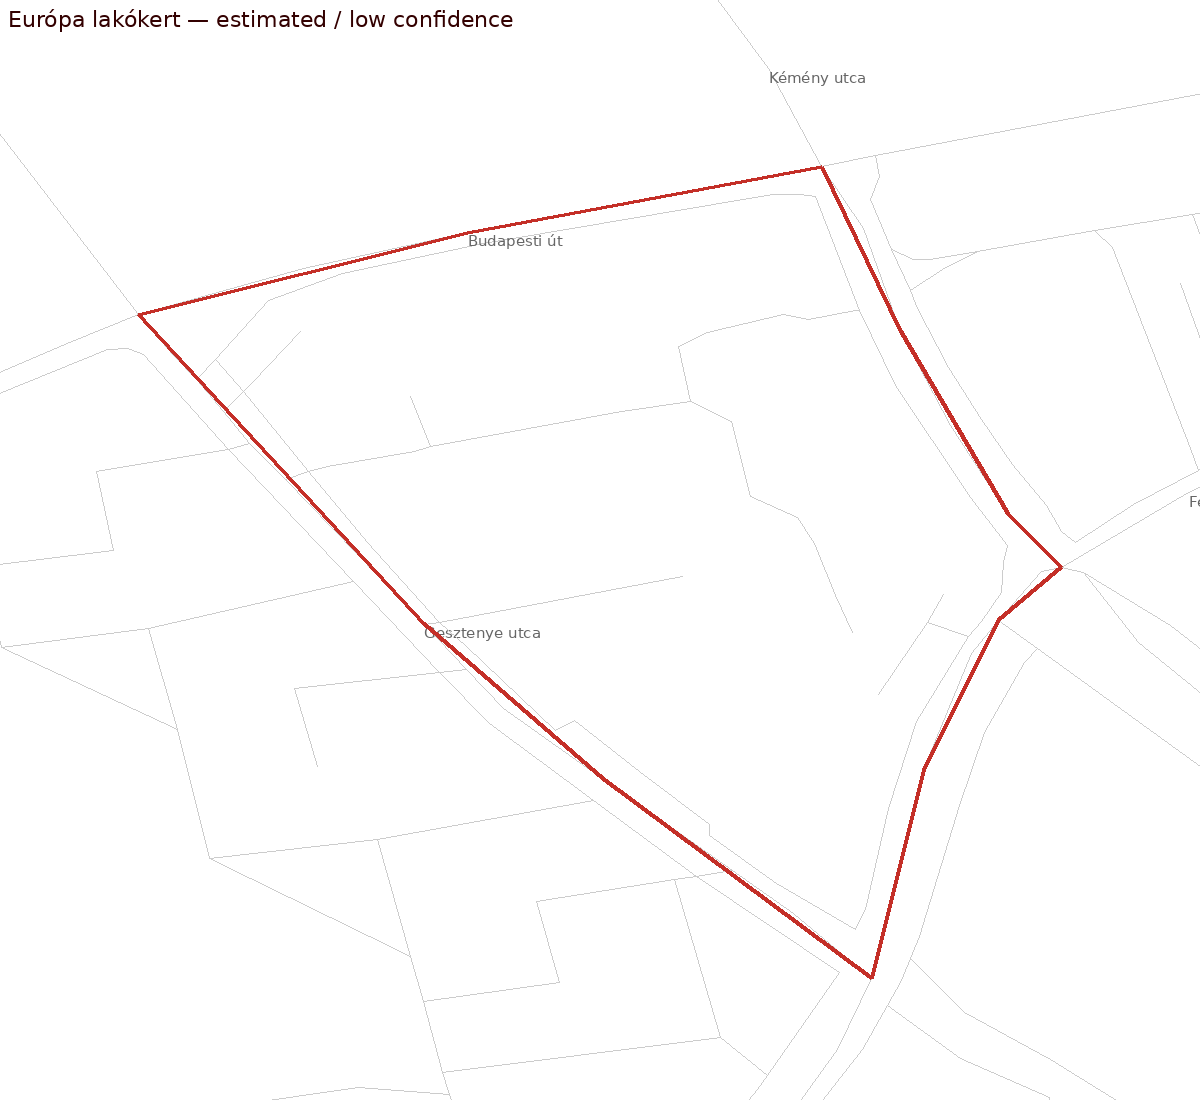 Európa lakókert — estimated / low confidence
Kémény utca
Budapesti út
Gesztenye utca